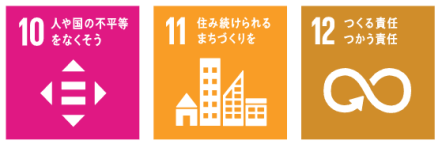 10 人や国の不平等
をなくそう
11 住み続けられる
まちづくりを
12 つくる責任
つかう責任